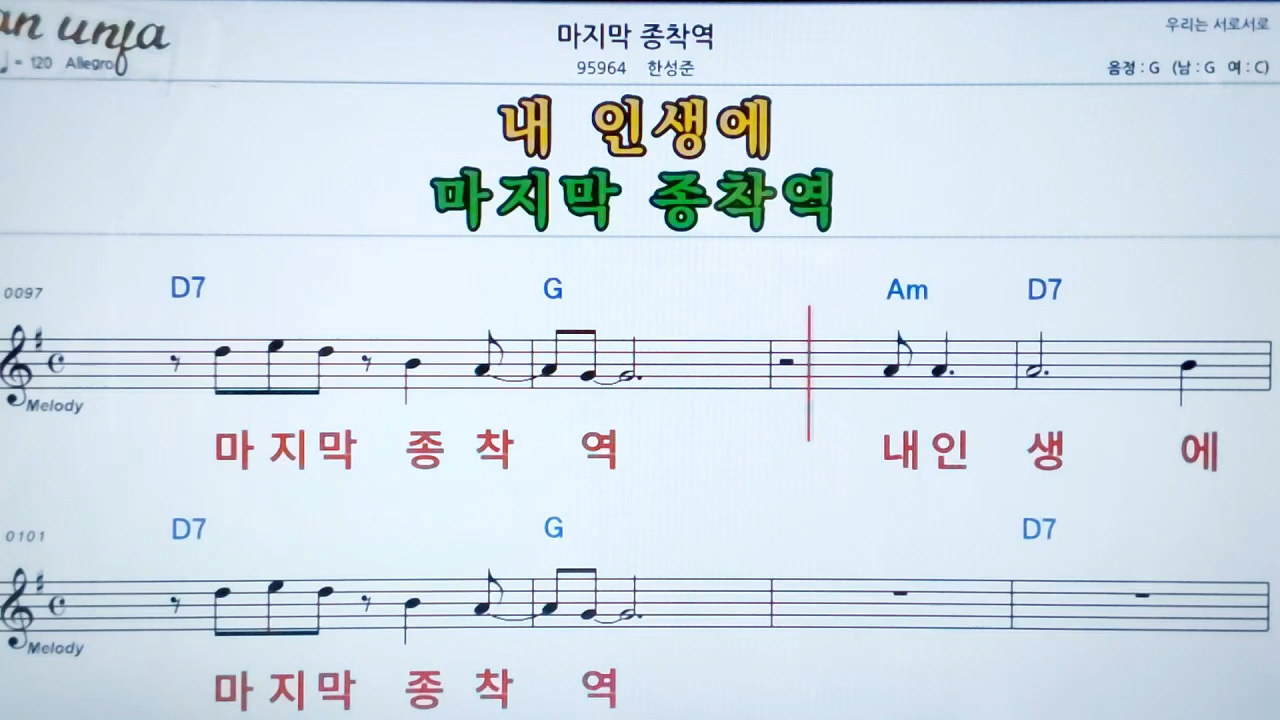 an unfa
마지막 종착역
우리는 서로서로
♩ = 120 Allegro
95964 한성준
음정 : G (남 : G 여 : C)
내 인생에
마지막 종착역
0097 D7 G Am D7
Melody
마 지 막 종 착 역 내 인 생 에
0101 D7 G D7
Melody
마 지 막 종 착 역